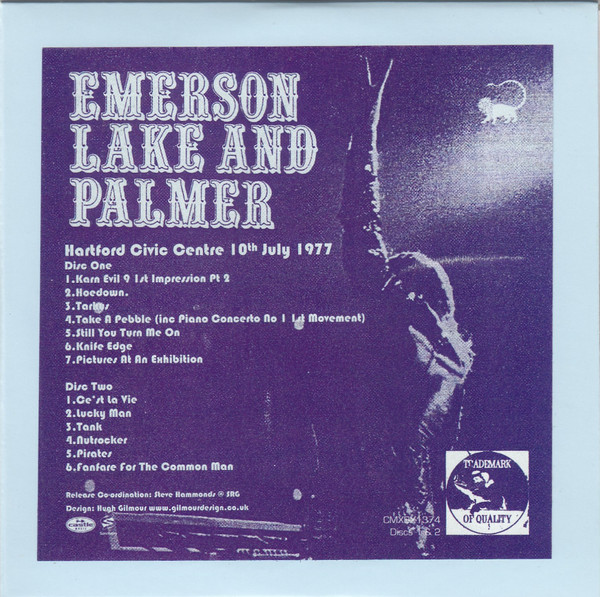 EMERSON
LAKE AND
PALMER
Hartford Civic Centre 10th July 1977
Disc One
1.Karn Evil 9 1st Impression Pt 2
2.Hoedown.
3.Tarkus
4.Take A Pebble (inc Piano Concerto No 1 1st Movement)
5.Still You Turn Me On
6.Knife Edge
7.Pictures At An Exhibition
Disc Two
1.Ce'st La Vie
2.Lucky Man
3.Tank
4.Nutrocker
5.Pirates
6.Fanfare For The Common Man
Release Co-ordination: Steve Hammonds @ SRG
Design: Hugh Gilmour www.gilmourdesign.co.uk
castle
TRADEMARK
OF QUALITY
Discs 2